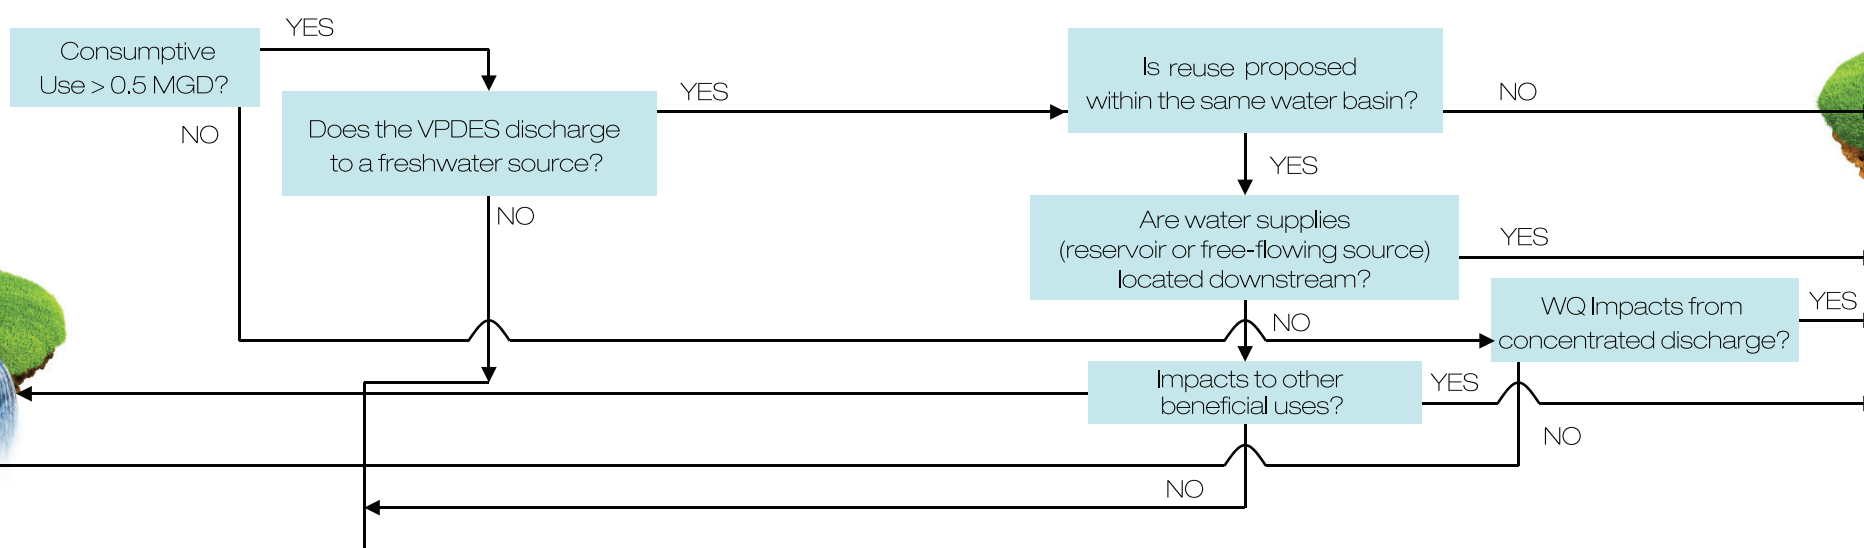 YES
Consumptive
Use > 0.5 MGD?
NO
Does the VPDES discharge
to a freshwater source?
YES
NO
Is reuse proposed
within the same water basin?
NO
YES
Are water supplies
(reservoir or free-flowing source)
located downstream?
YES
NO
WQ Impacts from
concentrated discharge?
YES
Impacts to other
beneficial uses?
YES
NO
NO